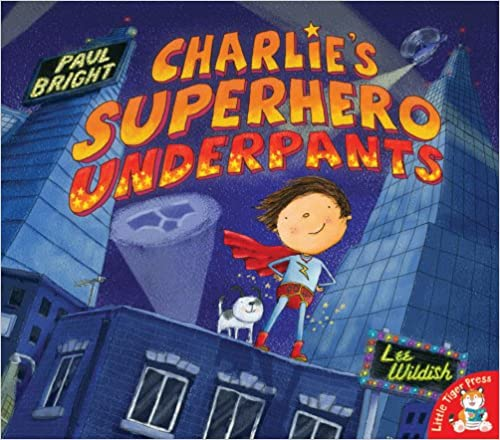 PAUL
BRIGHT
CHARLIE'S
SUPERHERO
UNDERPANTS
Lee
Wildish
Little Tiger Press